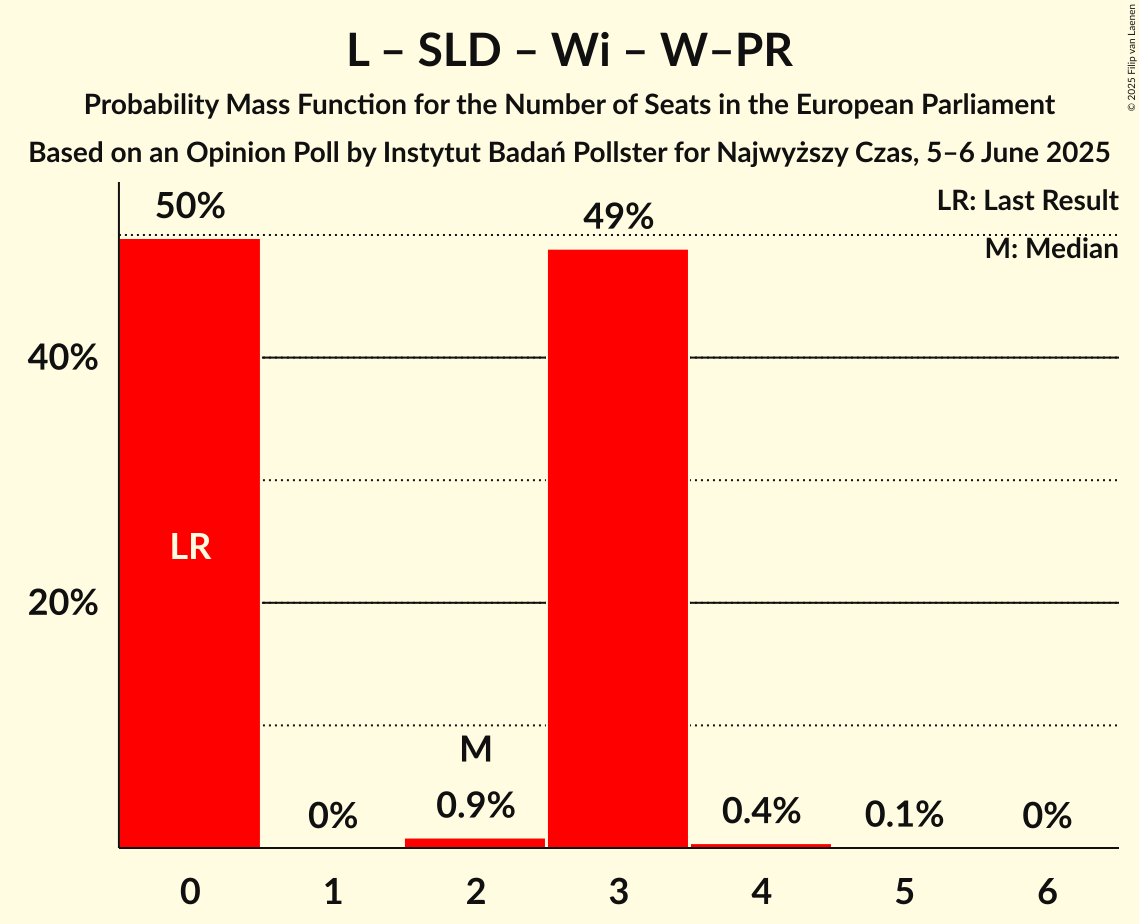 L – SLD – Wi – W–PR
Probability Mass Function for the Number of Seats in the European Parliament
Based on an Opinion Poll by Instytut Badań Pollster for Najwyższy Czas, 5–6 June 2025
© 2025 Filip van Laenen
LR: Last Result
M: Median
50%
49%
40%
20%
LR
M
0%
0.9%
0.4%
0.1%
0%
0 1 2 3 4 5 6